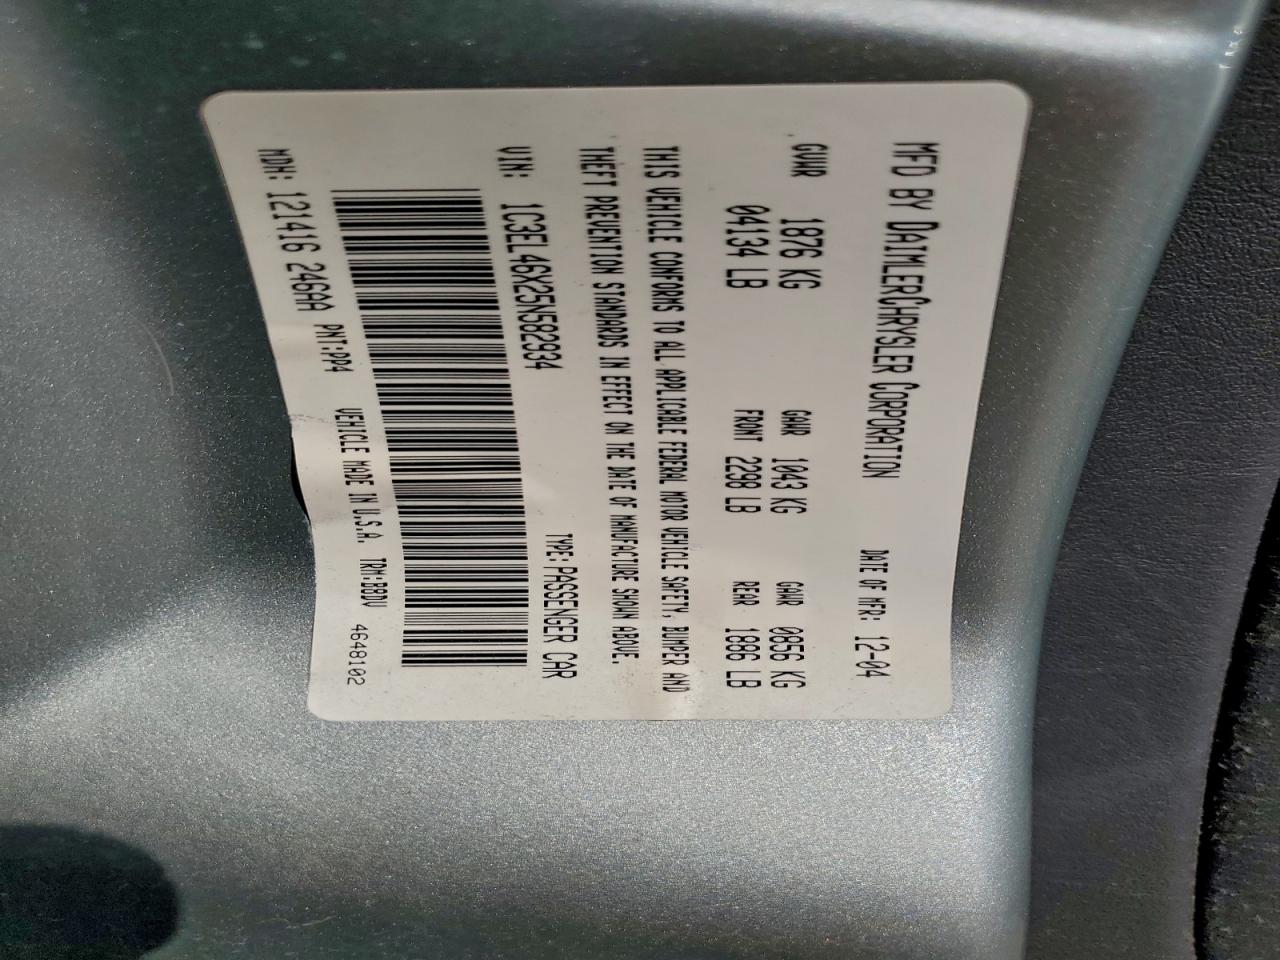 MFD BY DAIMLERCHRYSLER CORPORATION DATE OF MFR: 12-04
GVWR 1876 KG GAWR 1043 KG GAWR 0856 KG
04134 LB FRONT 2298 LB REAR 1886 LB
THIS VEHICLE CONFORMS TO ALL APPLICABLE FEDERAL MOTOR VEHICLE SAFETY, BUMPER AND
THEFT PREVENTION STANDARDS IN EFFECT ON THE DATE OF MANUFACTURE SHOWN ABOVE.
VIN: 1C3EL46X25N582934 TYPE: PASSENGER CAR
MDH: 121416 246AA PNT: PP4 VEHICLE MADE IN U.S.A. TRM: BBDV 4648102